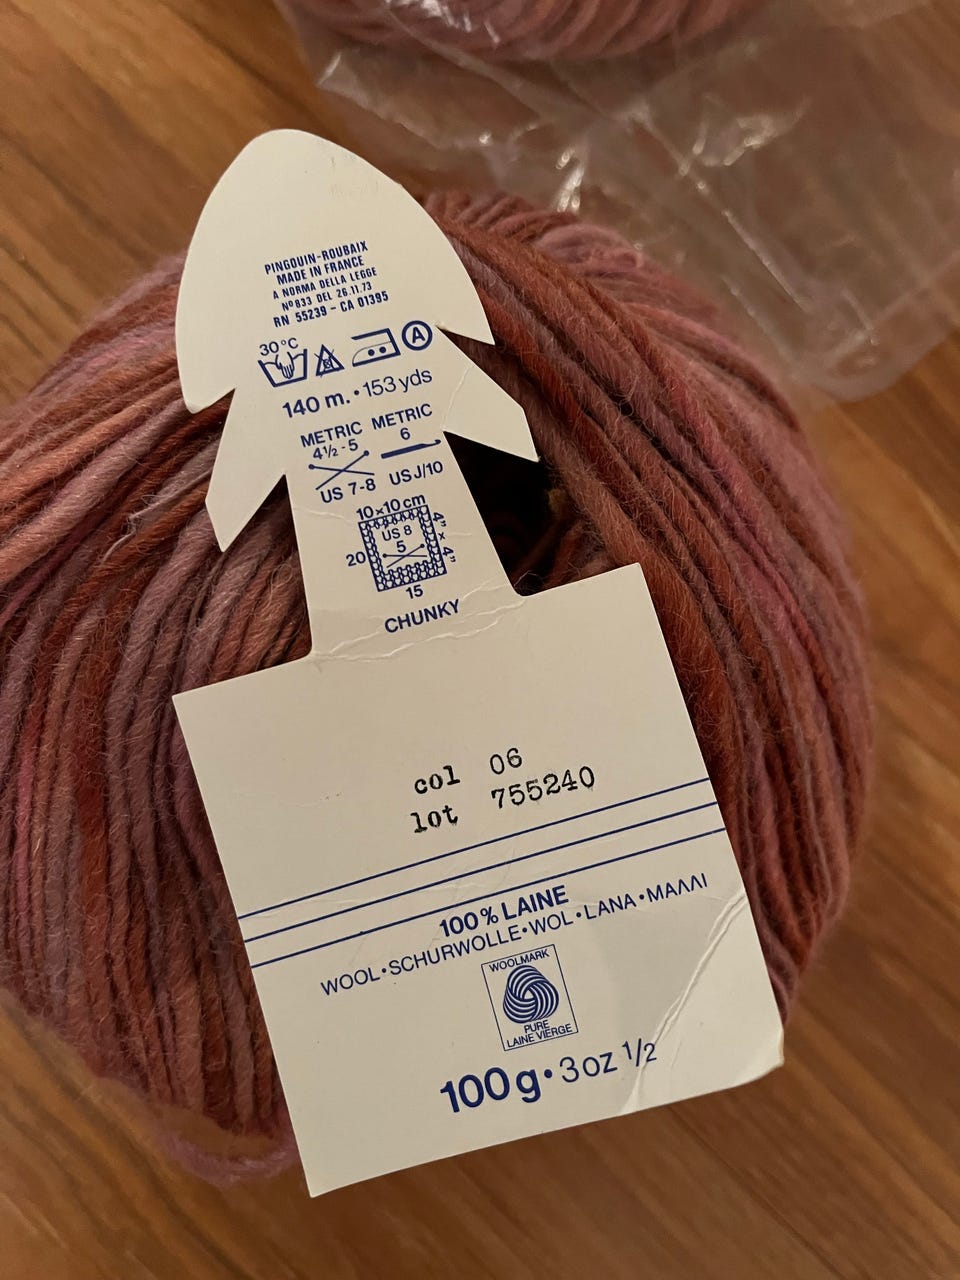 PINGOUIN-ROUBAIX
MADE IN FRANCE
A NORMA DELLA LEGGE
Nº833 DEL 26.11.73
RN 55239 - CA 01395
30°C
A
140 m. • 153 yds
METRIC METRIC
4½-5 6
US 7-8 US J/10
10×10 cm
US 8
5
4"
x
4"
20
15
CHUNKY
col 06
lot 755240
100% LAINE
WOOL•SCHURWOLLE•WOL•LANA•ΜΑΛΛΙ
WOOLMARK
PURE
LAINE VIERGE
100g•3oz ½